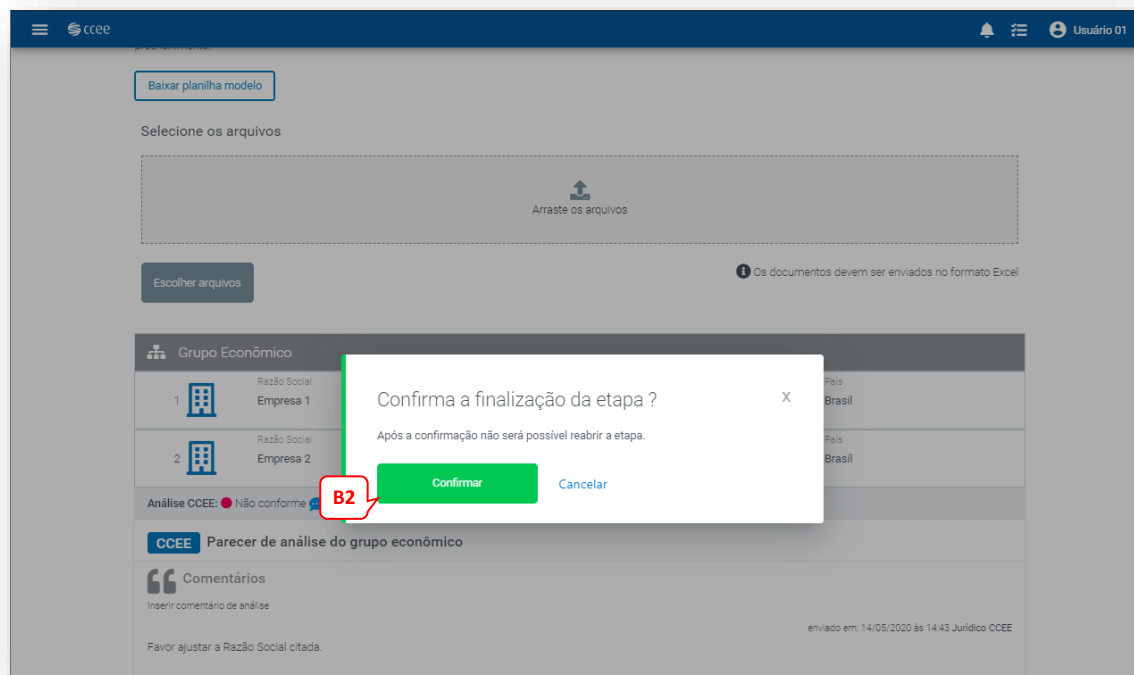 ccee
Usuário 01
preenchimento.
Baixar planilha modelo
Selecione os arquivos
Arraste os arquivos
Escolher arquivos
Os documentos devem ser enviados no formato Excel
Grupo Econômico
1 Razão Social Empresa 1 País Brasil
2 Razão Social Empresa 2 País Brasil
Confirma a finalização da etapa ? X
Após a confirmação não será possível reabrir a etapa.
Confirmar Cancelar
B2
Análise CCEE: Não conforme
CCEE Parecer de análise do grupo econômico
Comentários
Inserir comentário de análise
enviado em: 14/05/2020 às 14:43 Jurídico CCEE
Favor ajustar a Razão Social citada.